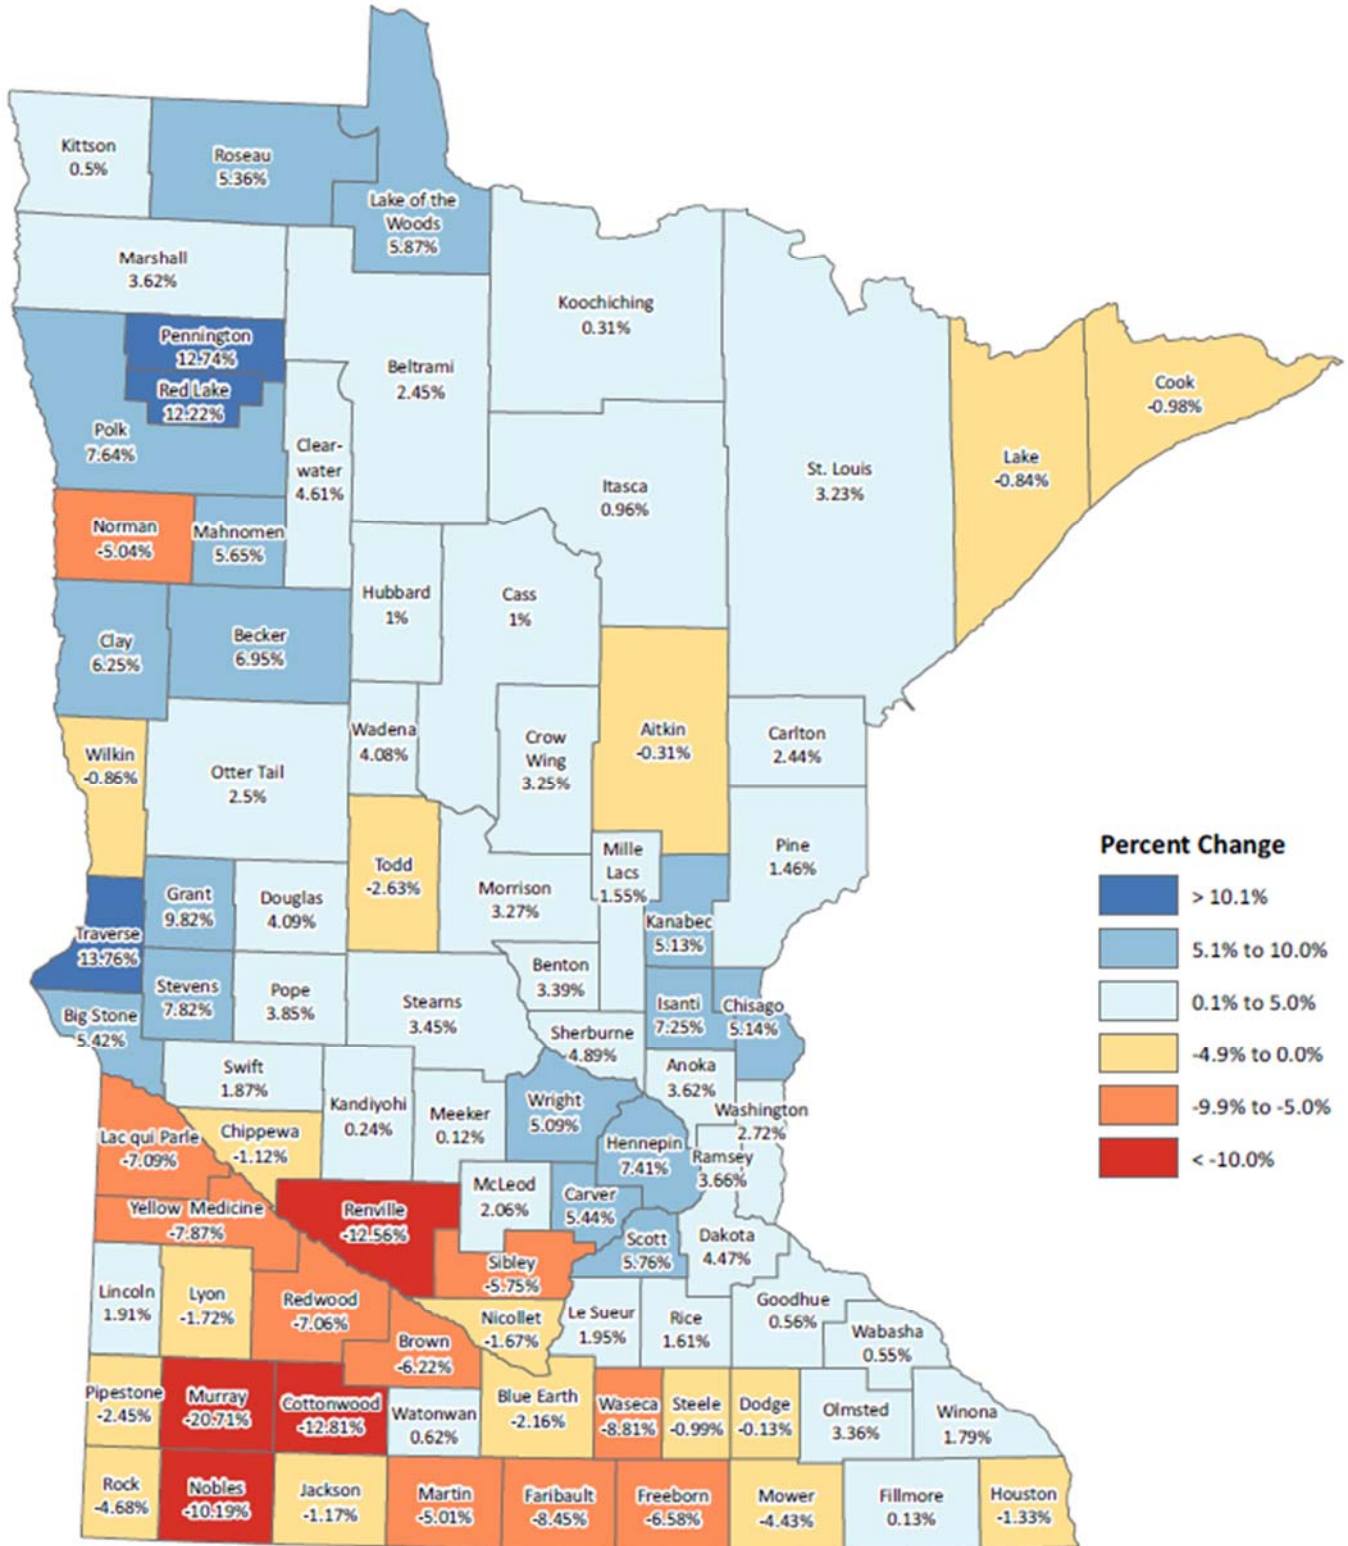 Kittson
0.5%
Roseau
5.36%
Lake of the
Woods
5.87%
Marshall
3.62%
Koochiching
0.31%
Pennington
12.74%
Red Lake
12.22%
Polk
7.64%
Beltrami
2.45%
Clear-
water
4.61%
Itasca
0.96%
St. Louis
3.23%
Lake
-0.84%
Cook
-0.98%
Norman
-5.04%
Mahnomen
5.65%
Hubbard
1%
Cass
1%
Clay
6.25%
Becker
6.95%
Wilkin
-0.86%
Otter Tail
2.5%
Wadena
4.08%
Crow
Wing
3.25%
Aitkin
-0.31%
Carlton
2.44%
Pine
1.46%
Todd
-2.63%
Morrison
3.27%
Mille
Lacs
1.55%
Kanabec
5.13%
Grant
9.82%
Douglas
4.09%
Traverse
13.76%
Stevens
7.82%
Pope
3.85%
Stearns
3.45%
Benton
3.39%
Isanti
7.25%
Chisago
5.14%
Big Stone
5.42%
Sherburne
4.89%
Swift
1.87%
Kandiyohi
0.24%
Meeker
0.12%
Wright
5.09%
Anoka
3.62%
Washington
2.72%
Hennepin
7.41%
Ramsey
3.66%
Lac qui Parle
-7.09%
Chippewa
-1.12%
Yellow Medicine
-7.87%
Renville
-12.56%
McLeod
2.06%
Carver
5.44%
Scott
5.76%
Dakota
4.47%
Sibley
-5.75%
Lincoln
1.91%
Lyon
-1.72%
Redwood
-7.06%
Brown
-6.22%
Nicollet
-1.67%
Le Sueur
1.95%
Rice
1.61%
Goodhue
0.56%
Wabasha
0.55%
Pipestone
-2.45%
Murray
-20.71%
Cottonwood
-12.81%
Watonwan
0.62%
Blue Earth
-2.16%
Waseca
-8.81%
Steele
-0.99%
Dodge
-0.13%
Olmsted
3.36%
Winona
1.79%
Rock
-4.68%
Nobles
-10.19%
Jackson
-1.17%
Martin
-5.01%
Faribault
-8.45%
Freeborn
-6.58%
Mower
-4.43%
Fillmore
0.13%
Houston
-1.33%
Percent Change
> 10.1%
5.1% to 10.0%
0.1% to 5.0%
-4.9% to 0.0%
-9.9% to -5.0%
< -10.0%